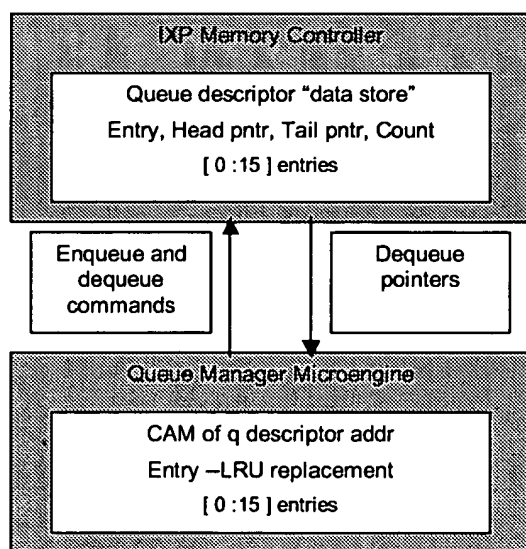 IXP Memory Controller
Queue descriptor “data store”
Entry, Head pntr, Tail pntr, Count
[ 0 :15 ] entries
Enqueue and
dequeue
commands
Dequeue
pointers
Queue Manager Microengine
CAM of q descriptor addr
Entry –LRU replacement
[ 0 :15 ] entries